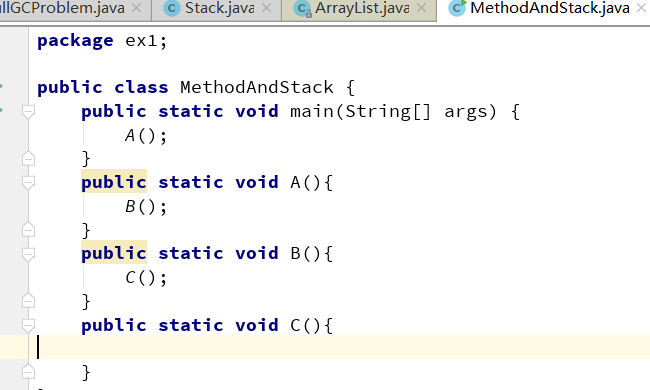 llGCProblem.java × Stack.java × ArrayList.java × MethodAndStack.java ×
package ex1;
public class MethodAndStack {
public static void main(String[] args) {
A();
}
public static void A(){
B();
}
public static void B(){
C();
}
public static void C(){
}